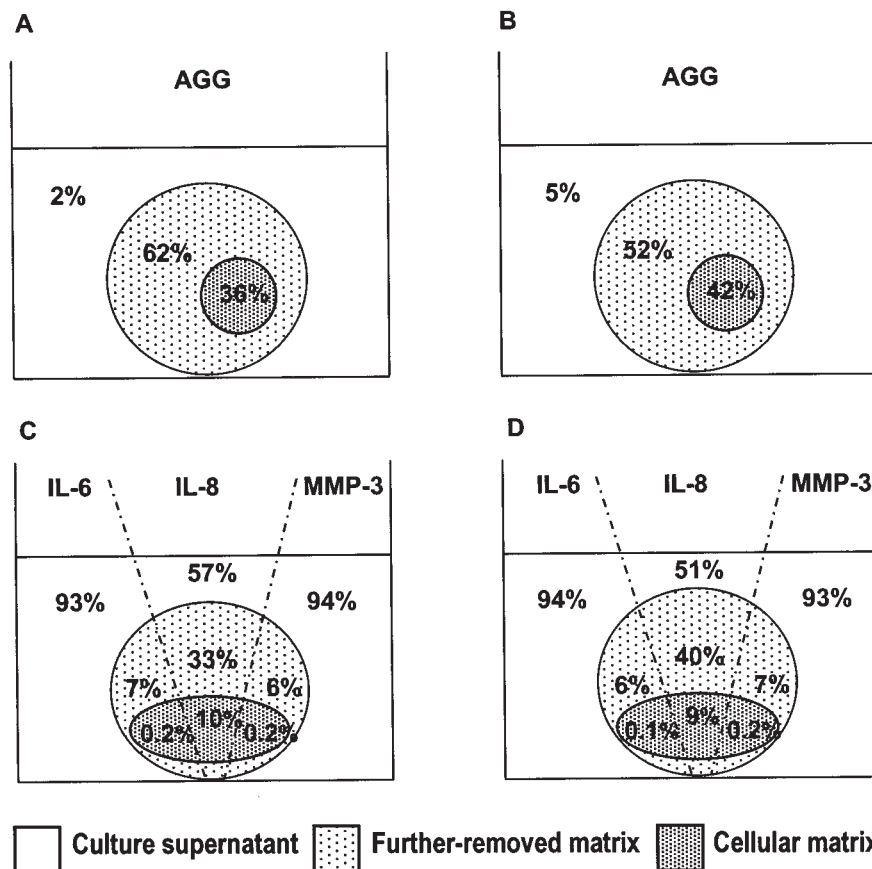 A
B
AGG
AGG
2%
62%
36%
5%
52%
42%
C
D
IL-6
IL-8
MMP-3
57%
93%
94%
33%
7%
6%
10%
0.2%
0.2%
IL-6
IL-8
MMP-3
51%
94%
93%
40%
6%
7%
9%
0.1%
0.2%
Culture supernatant
Further-removed matrix
Cellular matrix